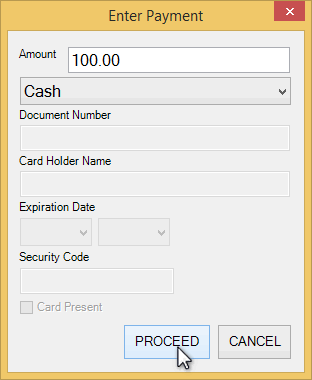 Enter Payment
Amount 100.00
Cash
Document Number
Card Holder Name
Expiration Date
Security Code
Card Present
PROCEED CANCEL